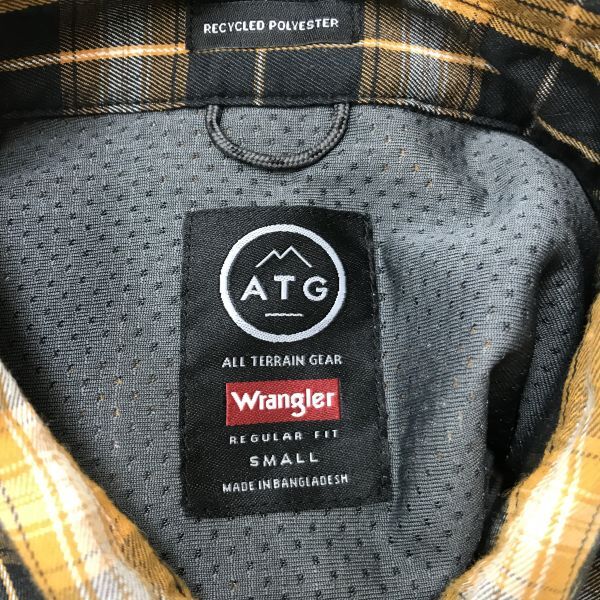 RECYCLED POLYESTER
ATG
ALL TERRAIN GEAR
Wrangler
REGULAR FIT
SMALL
MADE IN BANGLADESH